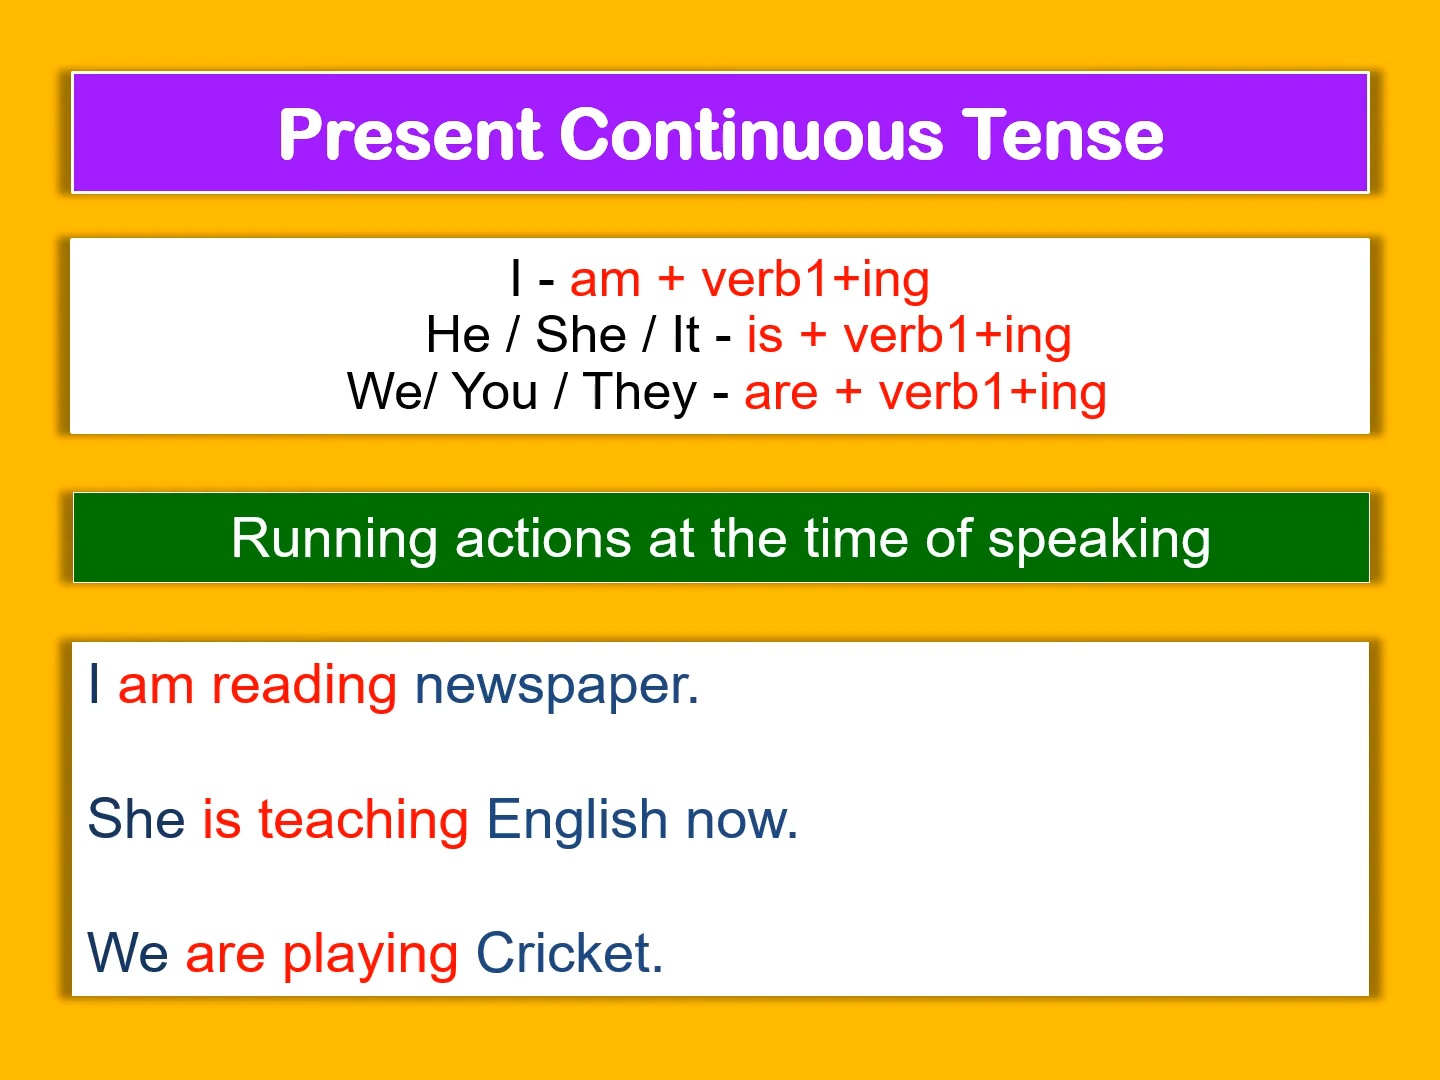 Present Continuous Tense
I - am + verb1+ing
He / She / It - is + verb1+ing
We/ You / They - are + verb1+ing
Running actions at the time of speaking
I am reading newspaper.
She is teaching English now.
We are playing Cricket.